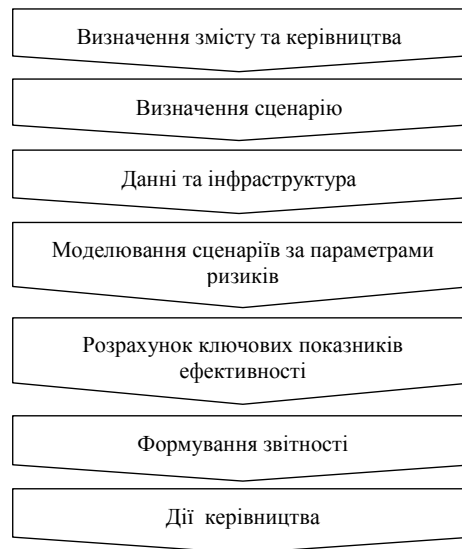 Визначення змісту та керівництва
Визначення сценарію
Данні та інфраструктура
Моделювання сценаріїв за параметрами
ризиків
Розрахунок ключових показників
ефективності
Формування звітності
Дії керівництва